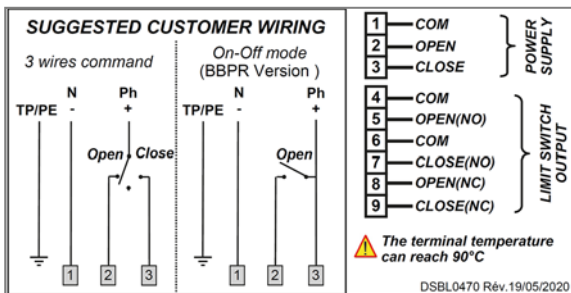 SUGGESTED CUSTOMER WIRING
3 wires command
On-Off mode
(BBPR Version )
N
Ph
TP/PE
-
+
Open
Close
1
2
3
N
Ph
TP/PE
-
+
Open
1
2
3
1 COM
2 OPEN
3 CLOSE
POWER
SUPPLY
4 COM
5 OPEN(NO)
6 COM
7 CLOSE(NO)
8 OPEN(NC)
9 CLOSE(NC)
LIMIT SWITCH
OUTPUT
! The terminal temperature
can reach 90°C
DSBL0470 Rév.19/05/2020